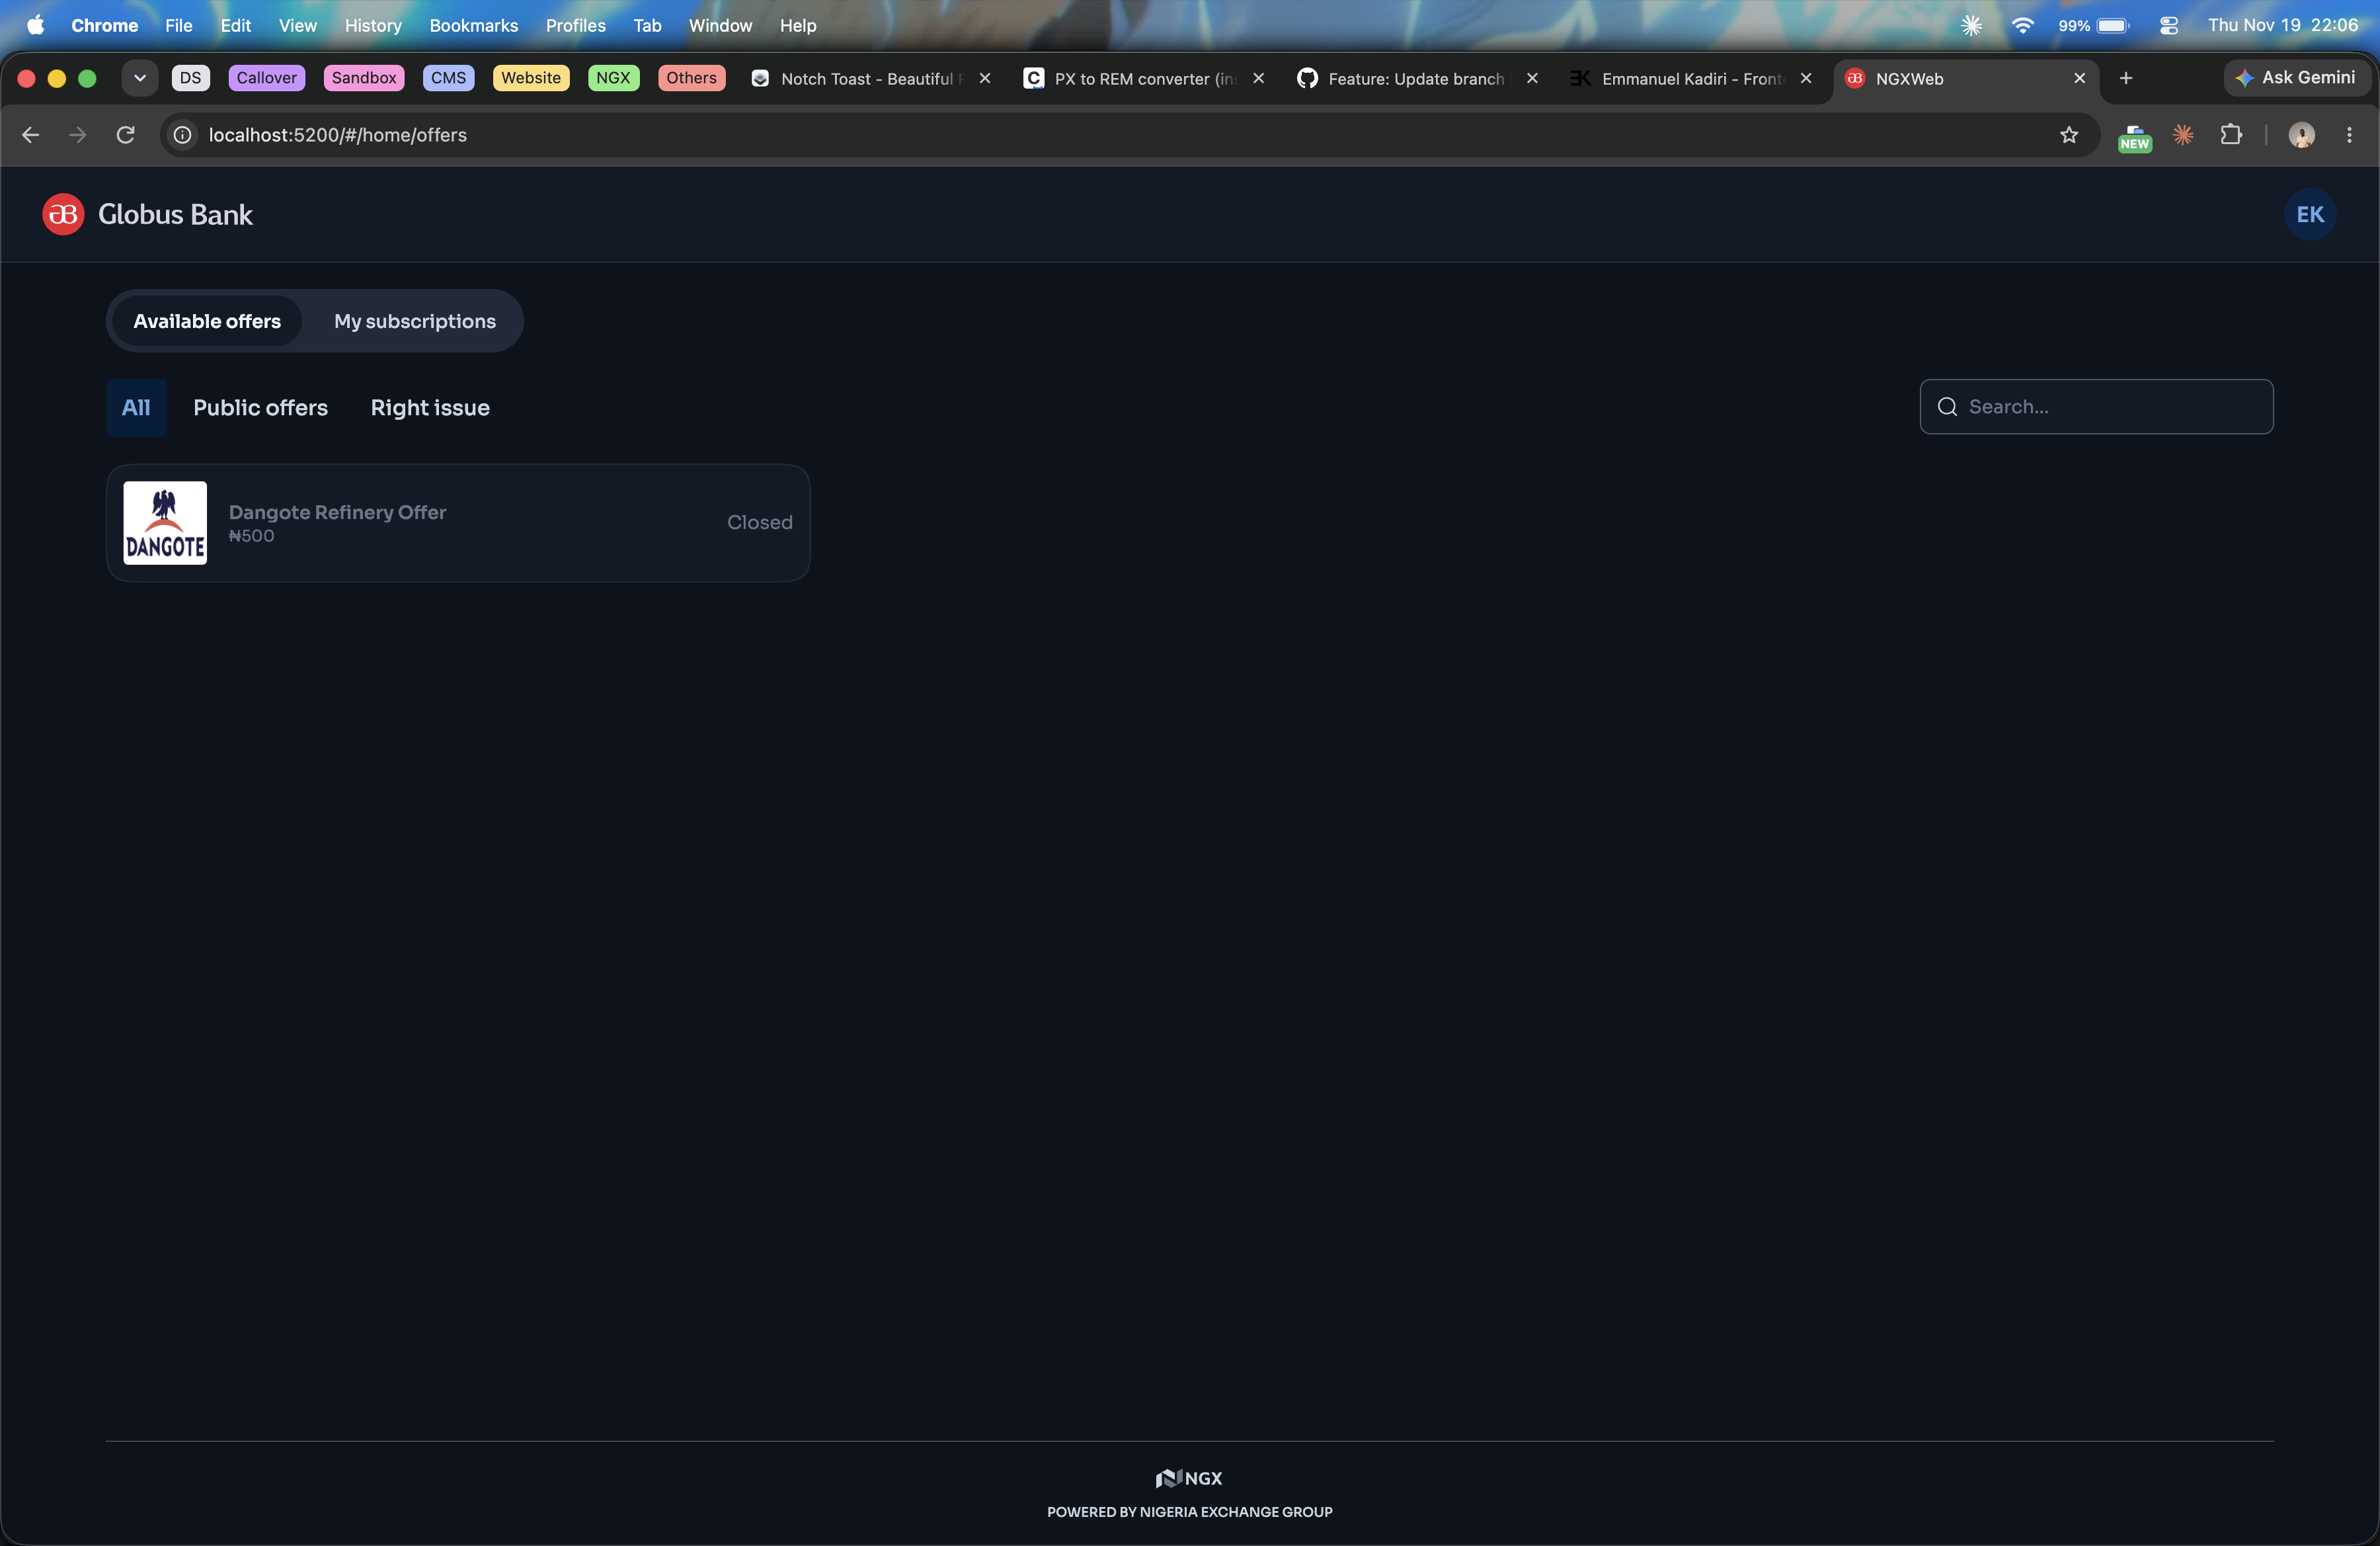 Chrome File Edit View History Bookmarks Profiles Tab Window Help 99% Thu Nov 19 22:06
DS Callover Sandbox CMS Website NGX Others Notch Toast - Beautiful PX to REM converter Feature: Update branch Emmanuel Kadiri - Front NGXWeb Ask Gemini
localhost:5200/#/home/offers NEW
Globus Bank EK
Available offers My subscriptions
All Public offers Right issue Search...
DANGOTE Dangote Refinery Offer Closed
₦500
NGX
POWERED BY NIGERIA EXCHANGE GROUP